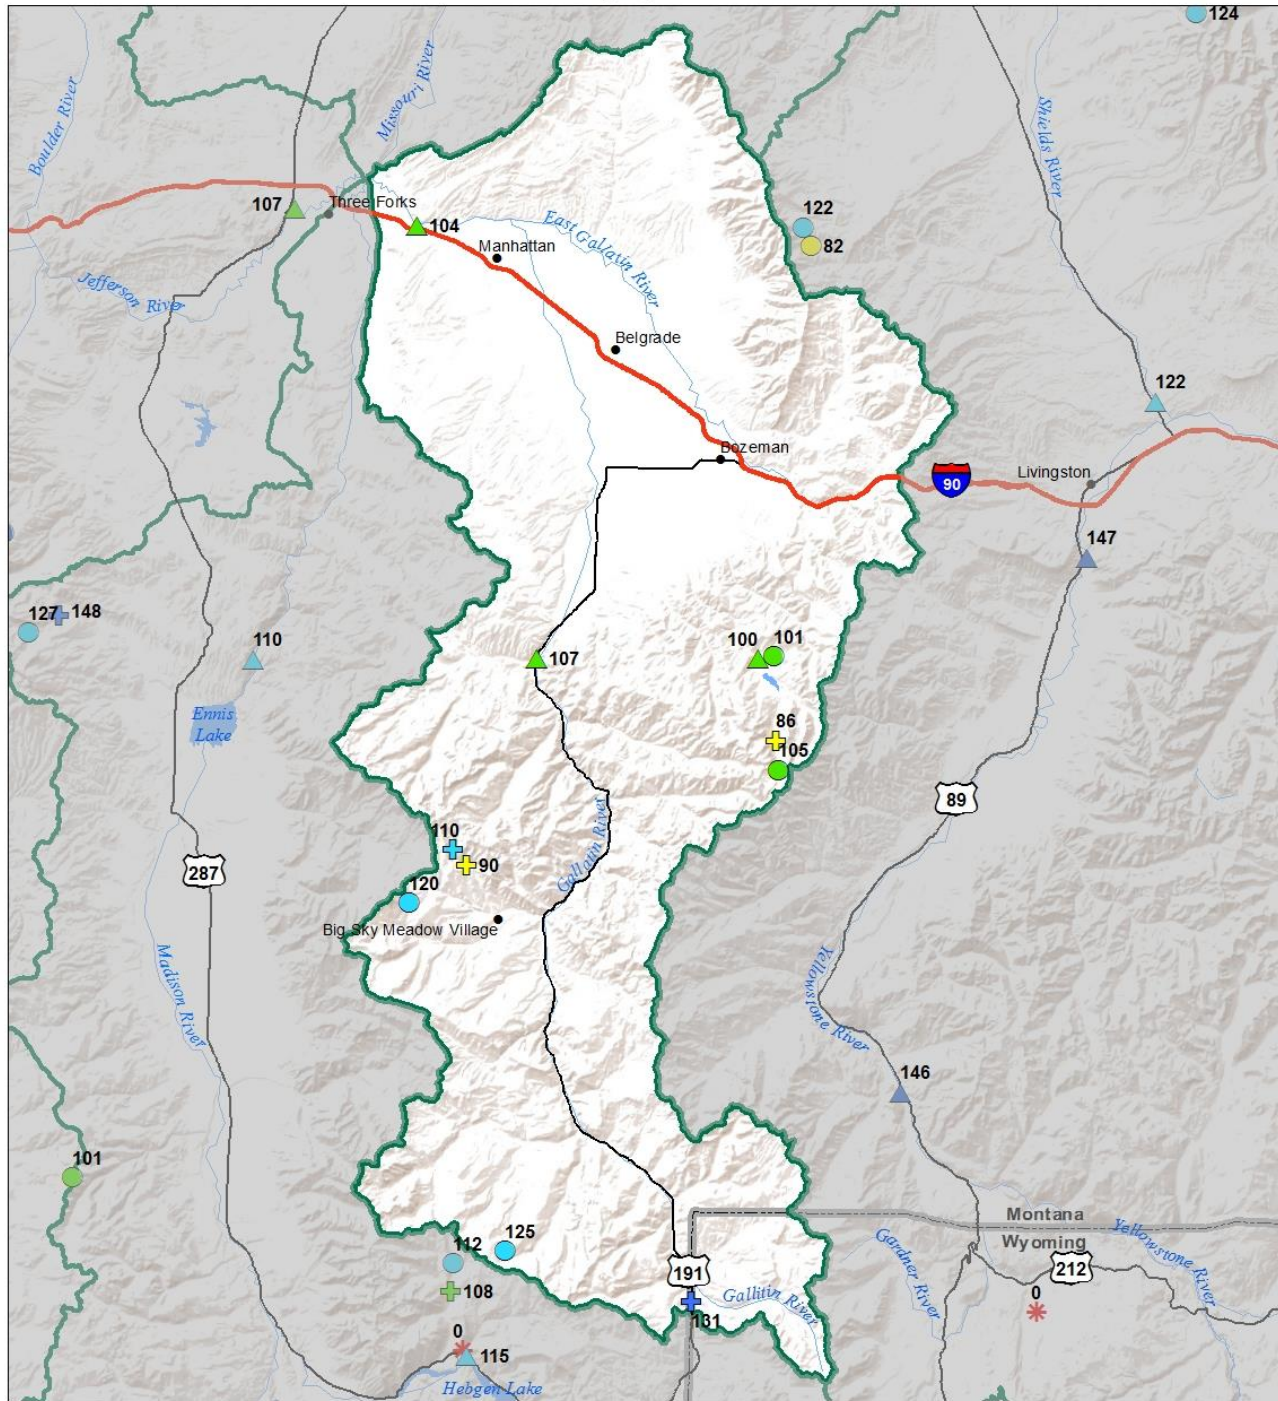 124
Missouri River
Boulder River
Shields River
107
Three Forks
104
East Gallatin River
122
82
Manhattan
Jefferson River
Belgrade
122
Bozeman
Livingston
90
147
127
148
110
107
100
101
Ennis
Lake
86
105
89
Gallatin River
110
90
287
120
Big Sky Meadow Village
Madison River
Yellowstone River
146
101
Montana
Wyoming
Yellowstone River
Gardner River
112
125
191
212
108
Gallitin River
131
0
0
115
Hebgen Lake